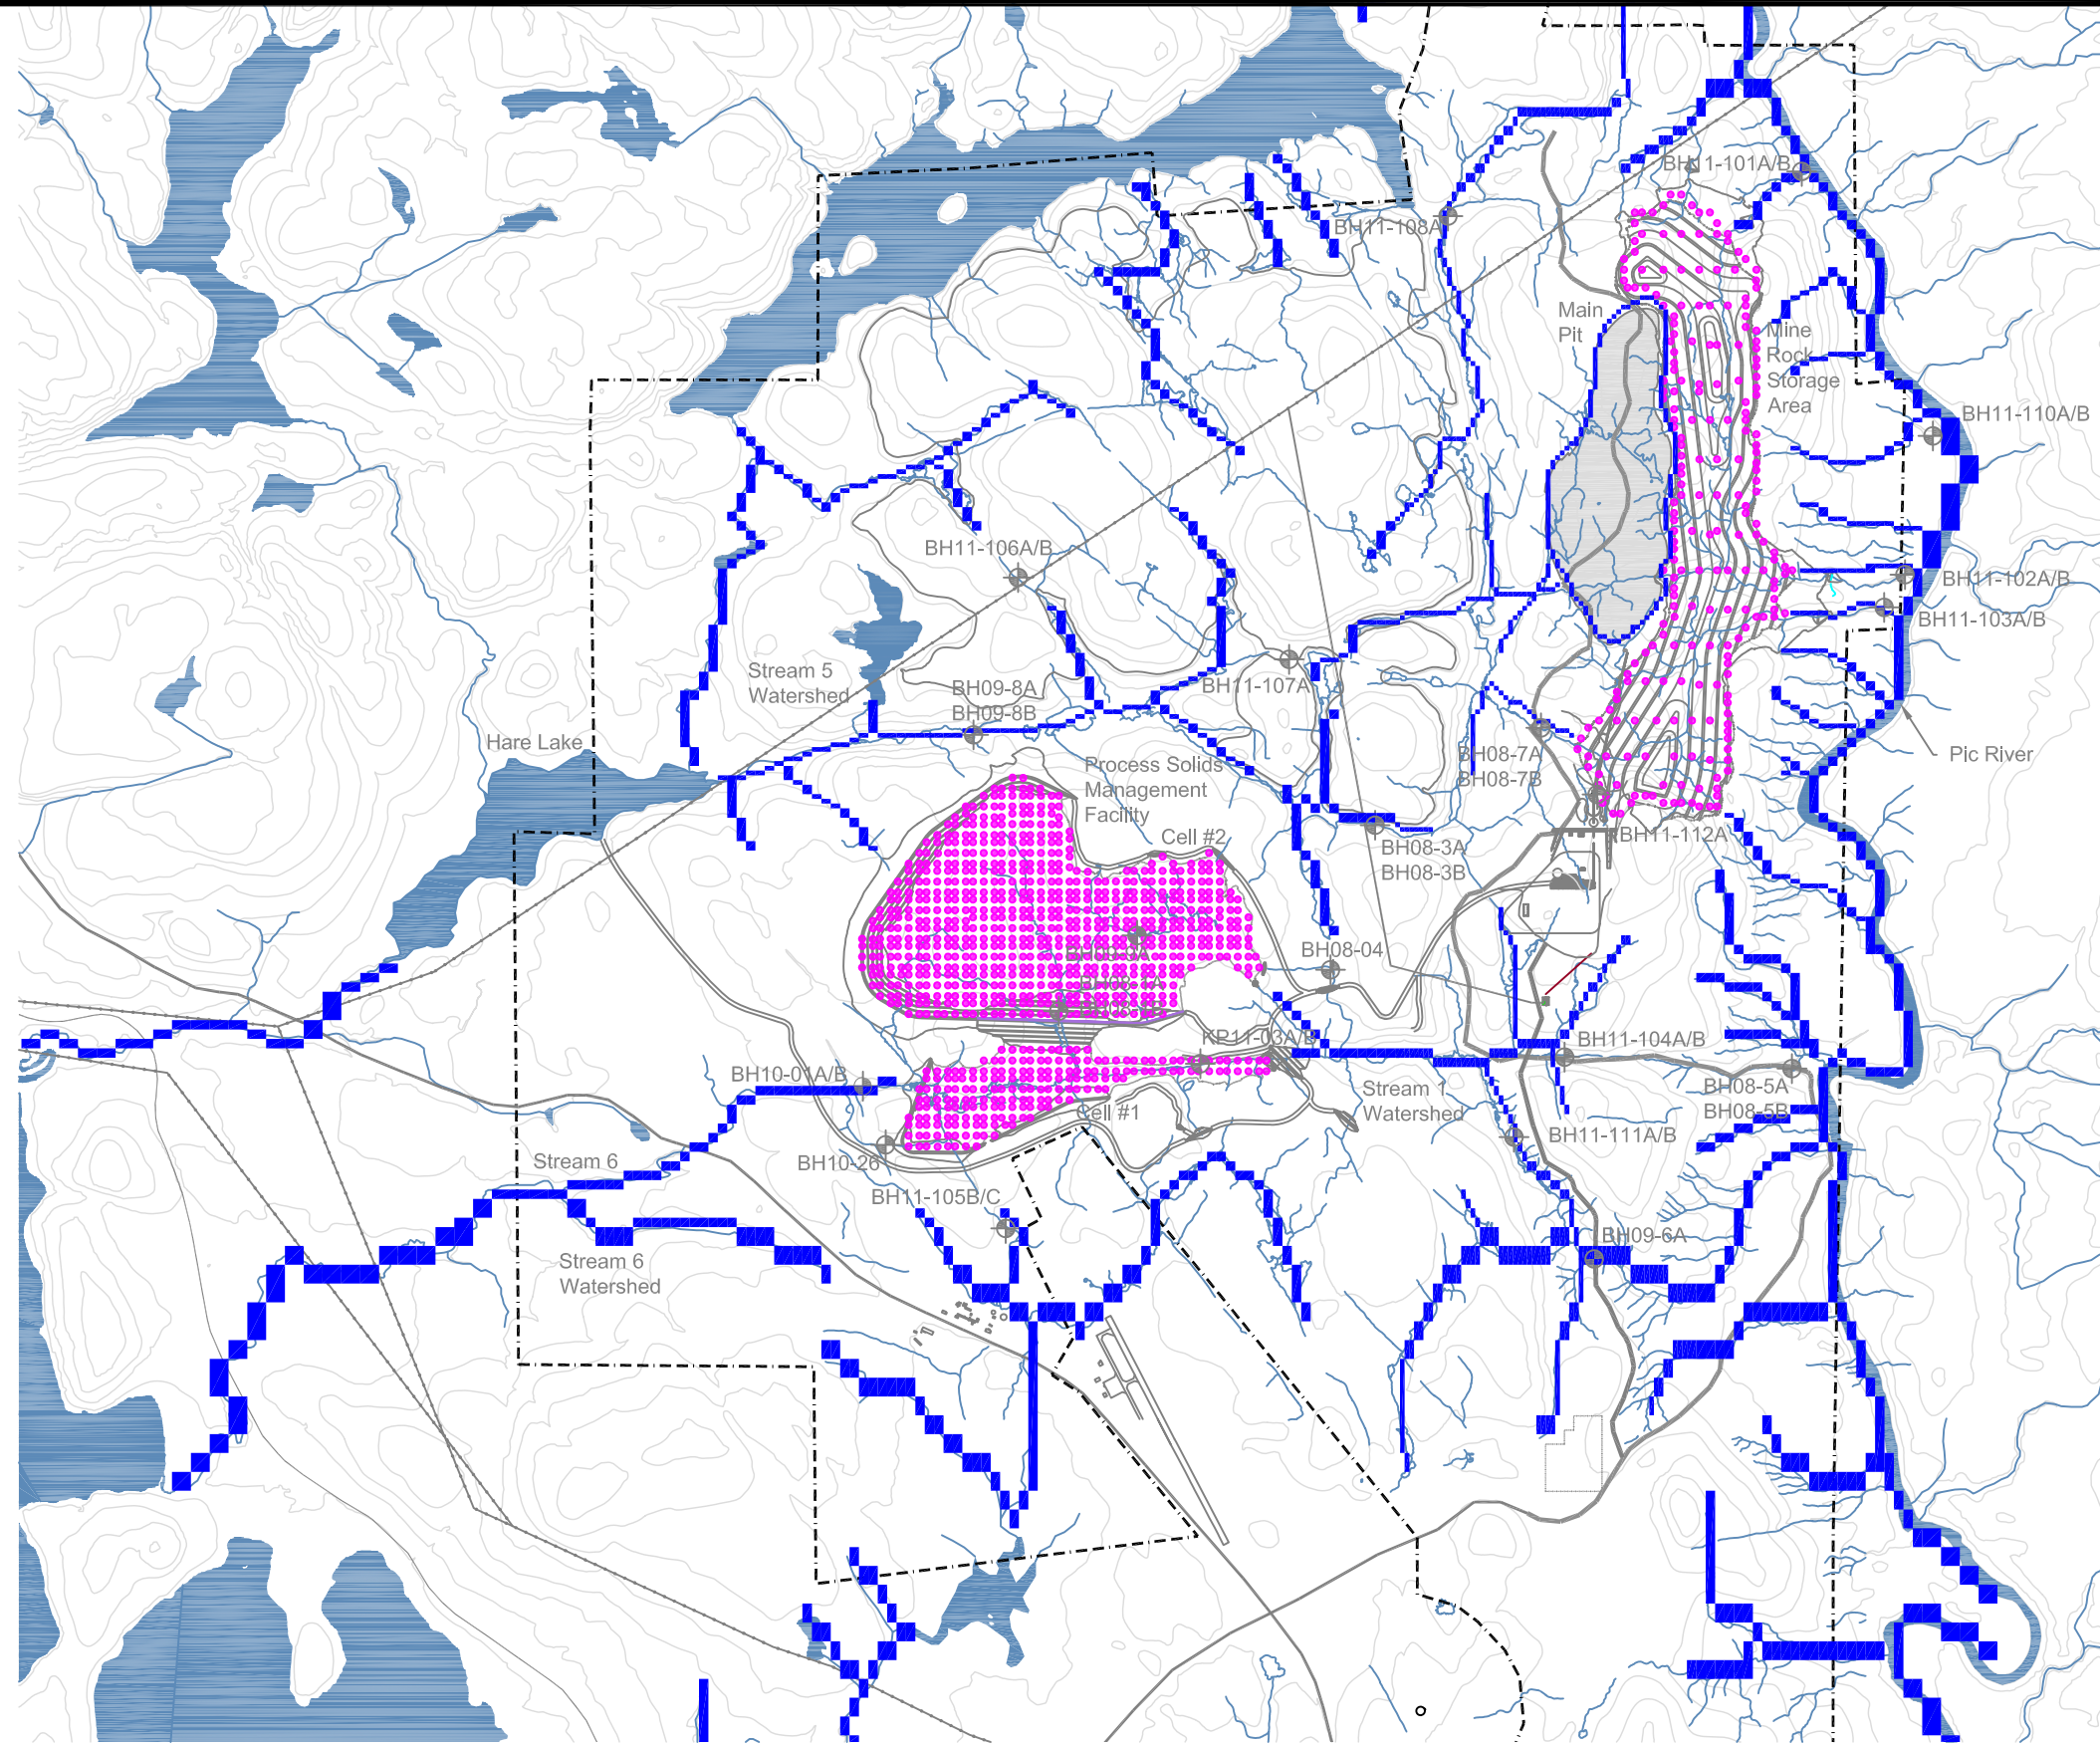 BH11-101A/B
BH11-108A
Main
Pit
Mine
Rock
Storage
Area
BH11-110A/B
BH11-106A/B
BH11-102A/B
BH11-103A/B
Stream 5
Watershed
BH09-8A
BH09-8B
BH11-107A
Hare Lake
Process Solids
Management
Facility
BH08-7A
BH08-7B
Pic River
Cell #2
BH08-3A
BH08-3B
BH11-112A
BH08-04
KP11-03A/B
BH11-104A/B
BH10-01A/B
Stream 1
Watershed
BH08-5A
BH08-5B
Cell #1
BH11-111A/B
Stream 6
BH10-26
BH11-105B/C
BH09-6A
Stream 6
Watershed